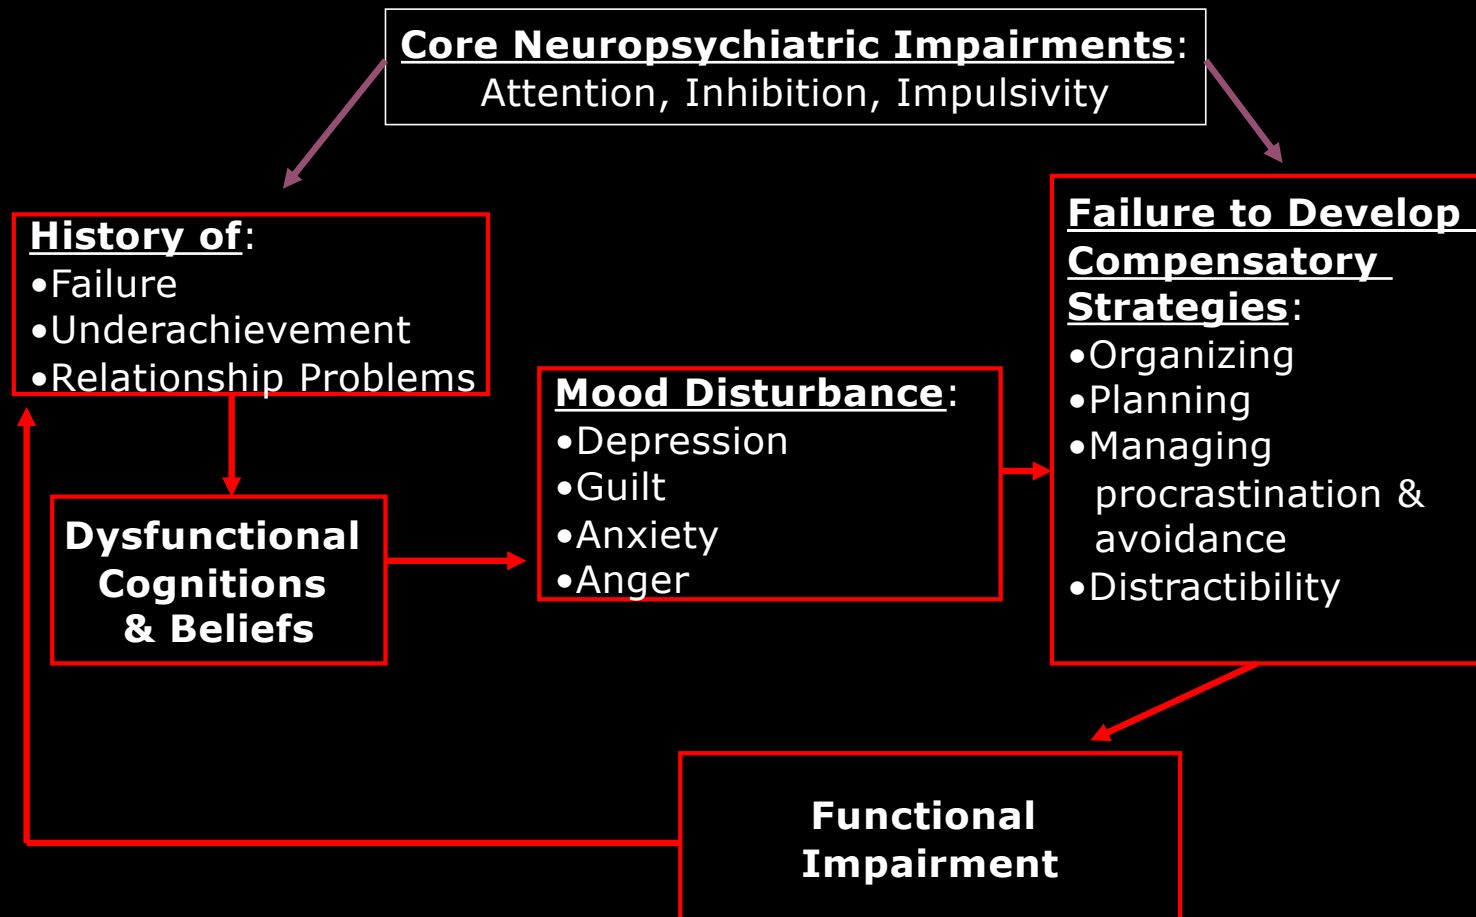 Core Neuropsychiatric Impairments:
Attention, Inhibition, Impulsivity
History of:
•Failure
•Underachievement
•Relationship Problems
Dysfunctional
Cognitions
& Beliefs
Mood Disturbance:
•Depression
•Guilt
•Anxiety
•Anger
Failure to Develop
Compensatory
Strategies:
•Organizing
•Planning
•Managing
procrastination &
avoidance
•Distractibility
Functional
Impairment